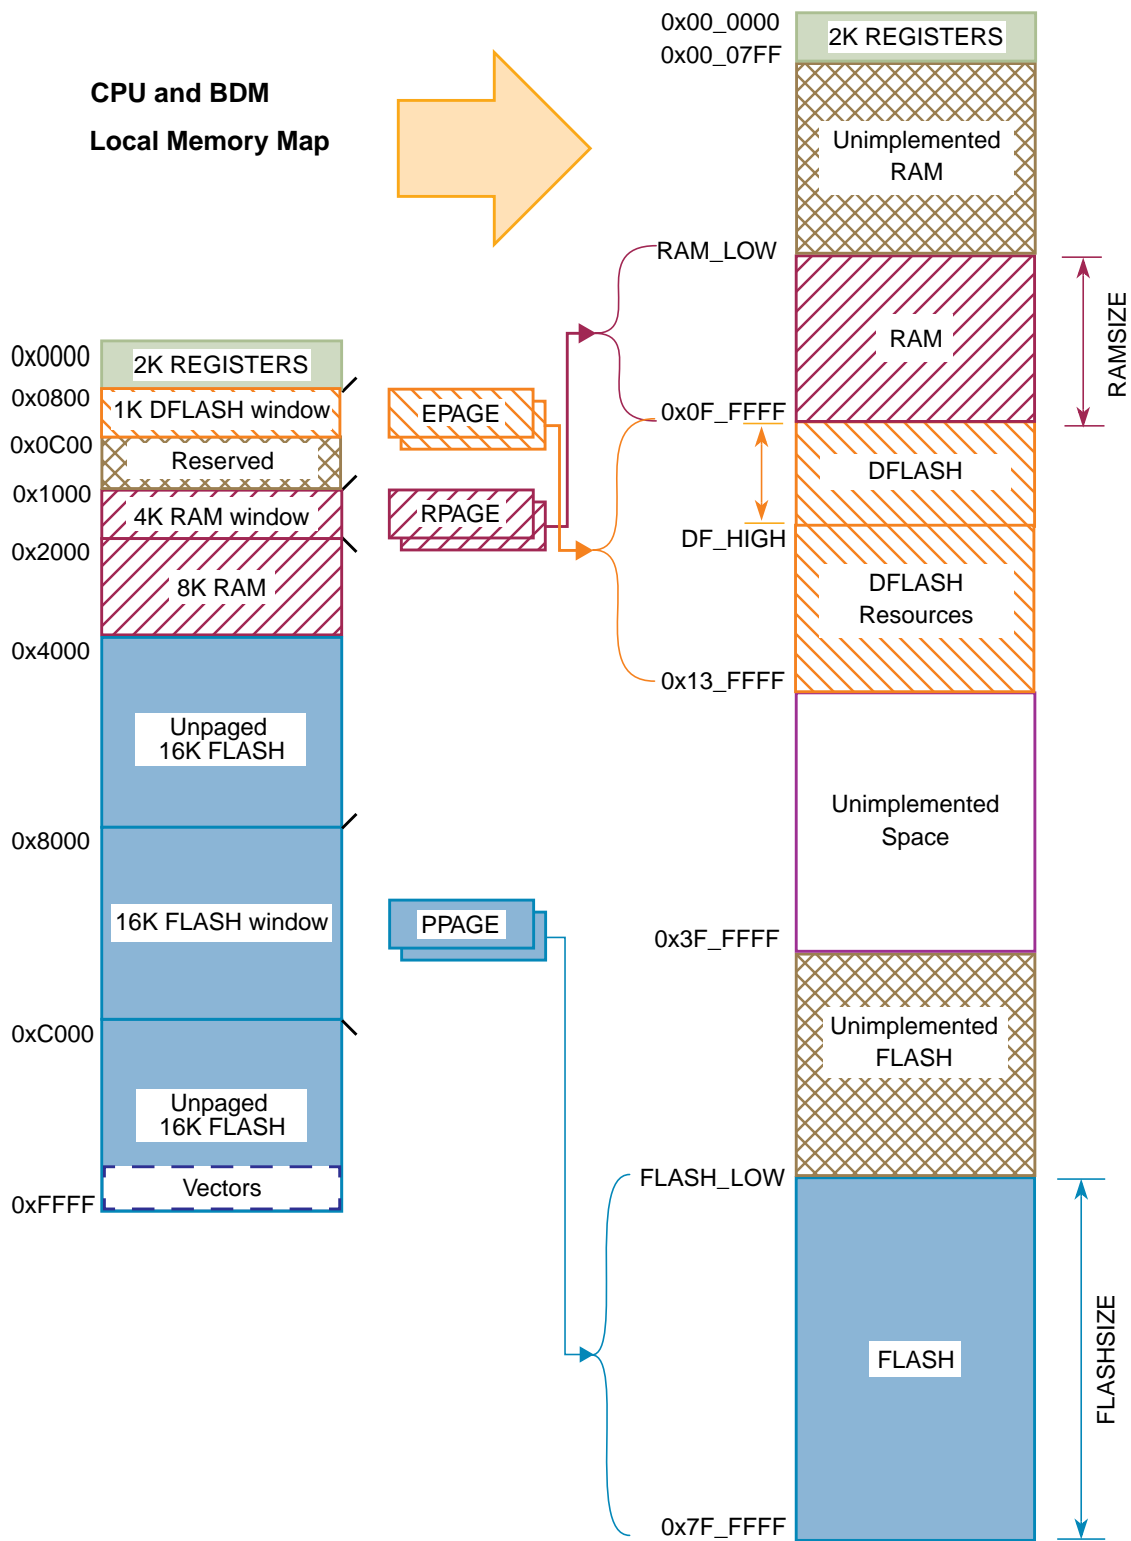 CPU and BDM
Local Memory Map
0x0000
2K REGISTERS
0x0800
1K DFLASH window
0x0C00
Reserved
0x1000
4K RAM window
0x2000
8K RAM
0x4000
Unpaged
16K FLASH
0x8000
16K FLASH window
0xC000
Unpaged
16K FLASH
Vectors
0xFFFF
EPAGE
RPAGE
PPAGE
0x00_0000
2K REGISTERS
0x00_07FF
Unimplemented
RAM
RAM_LOW
RAM
RAMSIZE
0x0F_FFFF
DFLASH
DF_HIGH
DFLASH
Resources
0x13_FFFF
Unimplemented
Space
0x3F_FFFF
Unimplemented
FLASH
FLASH_LOW
FLASH
FLASHSIZE
0x7F_FFFF